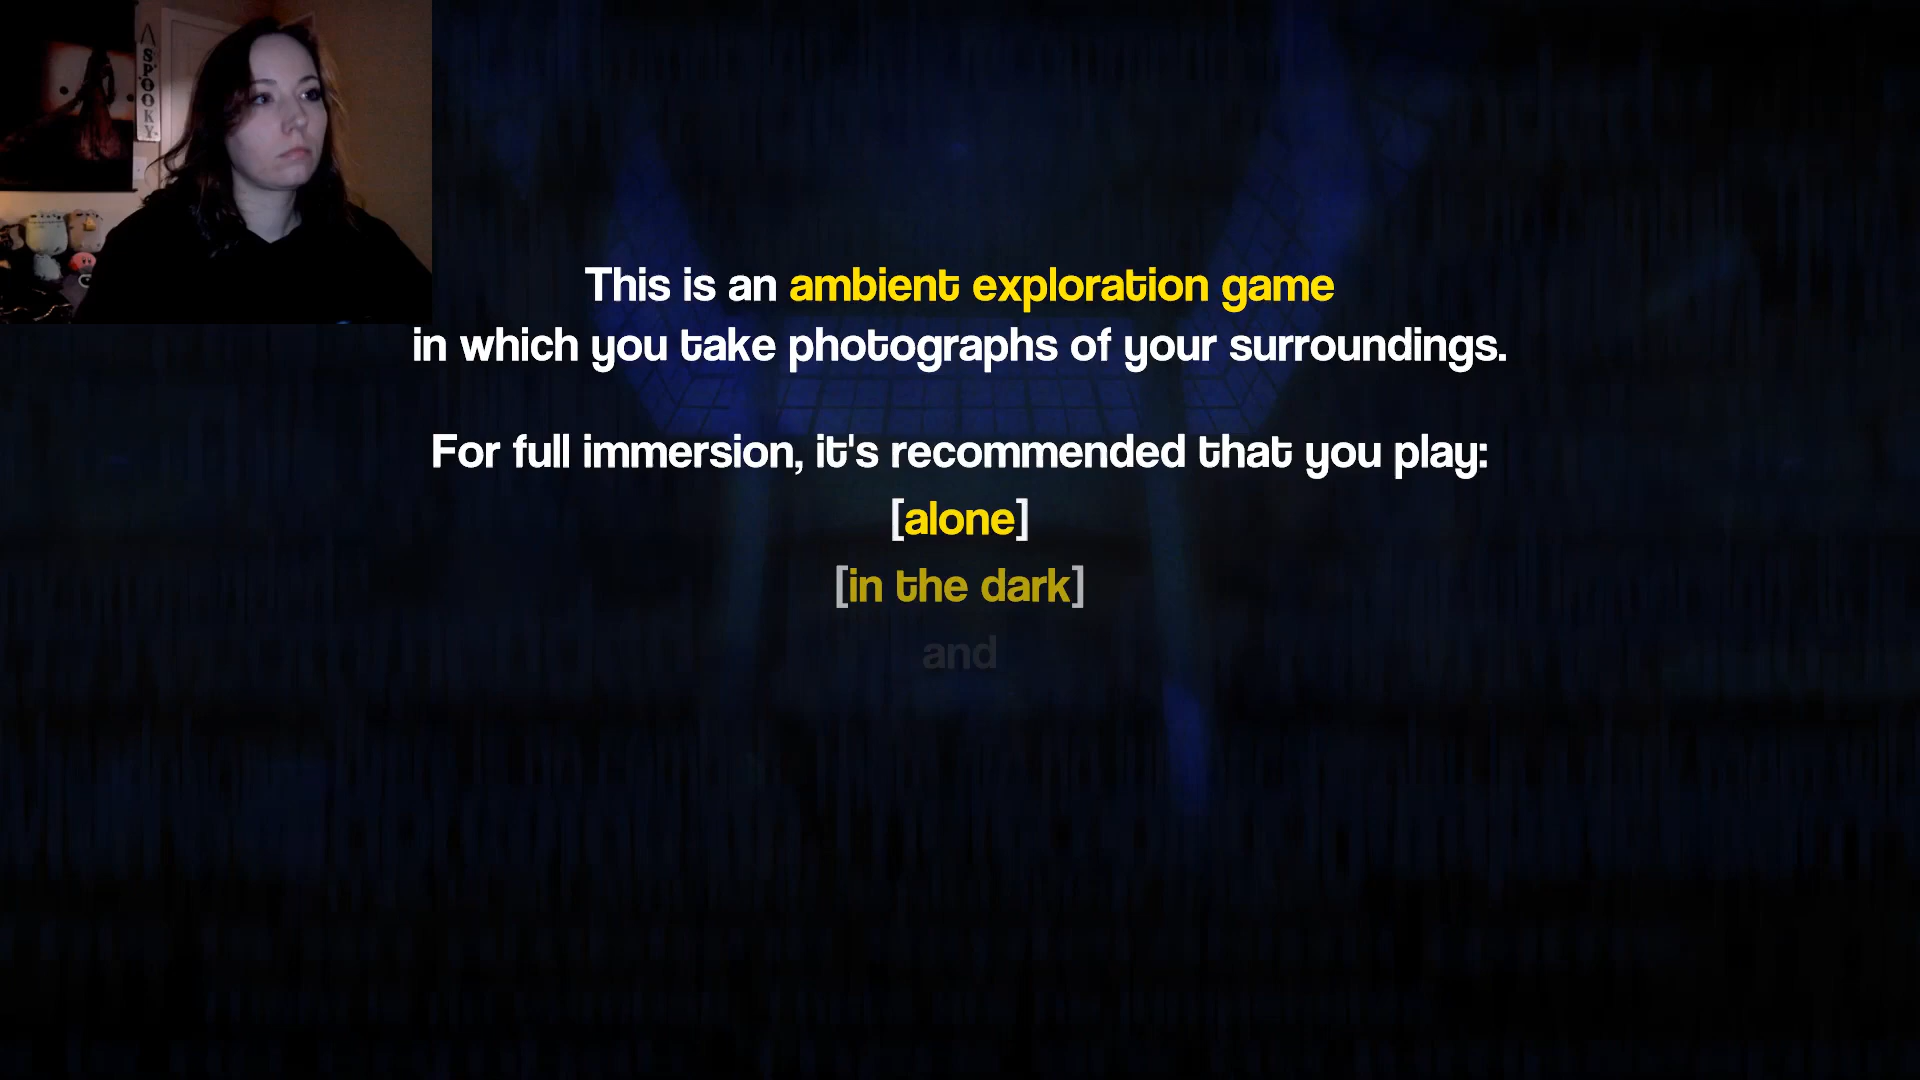 SPOOKY
This is an ambient exploration game
in which you take photographs of your surroundings.
For full immersion, it's recommended that you play:
[alone]
[in the dark]
and